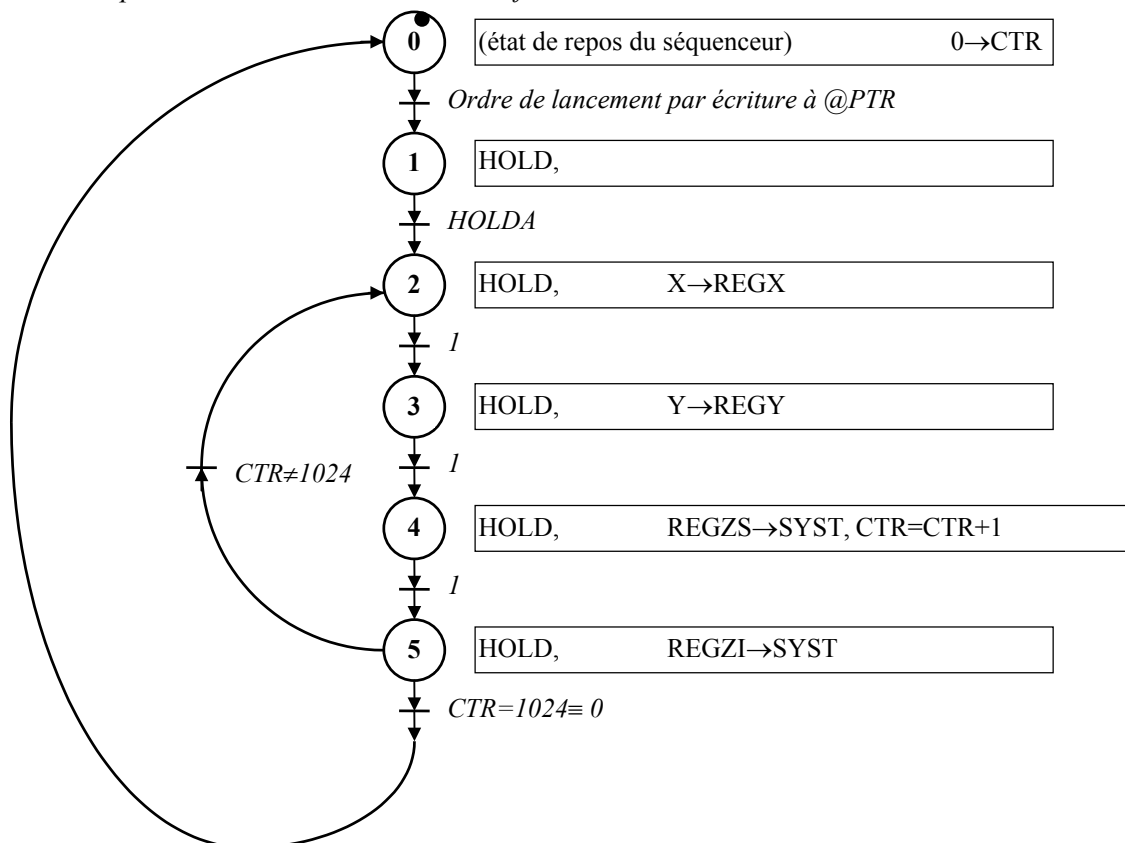 0 (état de repos du séquenceur) 0→CTR
Ordre de lancement par écriture à @PTR
1 HOLD,
HOLDA
2 HOLD, X→REGX
1
3 HOLD, Y→REGY
1
CTR≠1024
4 HOLD, REGZS→SYST, CTR=CTR+1
1
5 HOLD, REGZI→SYST
CTR=1024≡ 0